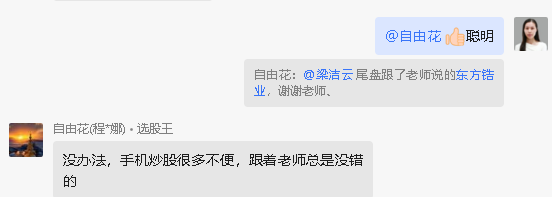 @自由花 👍聪明
自由花：@梁洁云 尾盘跟了老师说的东方锆
业，谢谢老师、
自由花(程*娜)·选股王
没办法，手机炒股很多不便，跟着老师总是没错
的